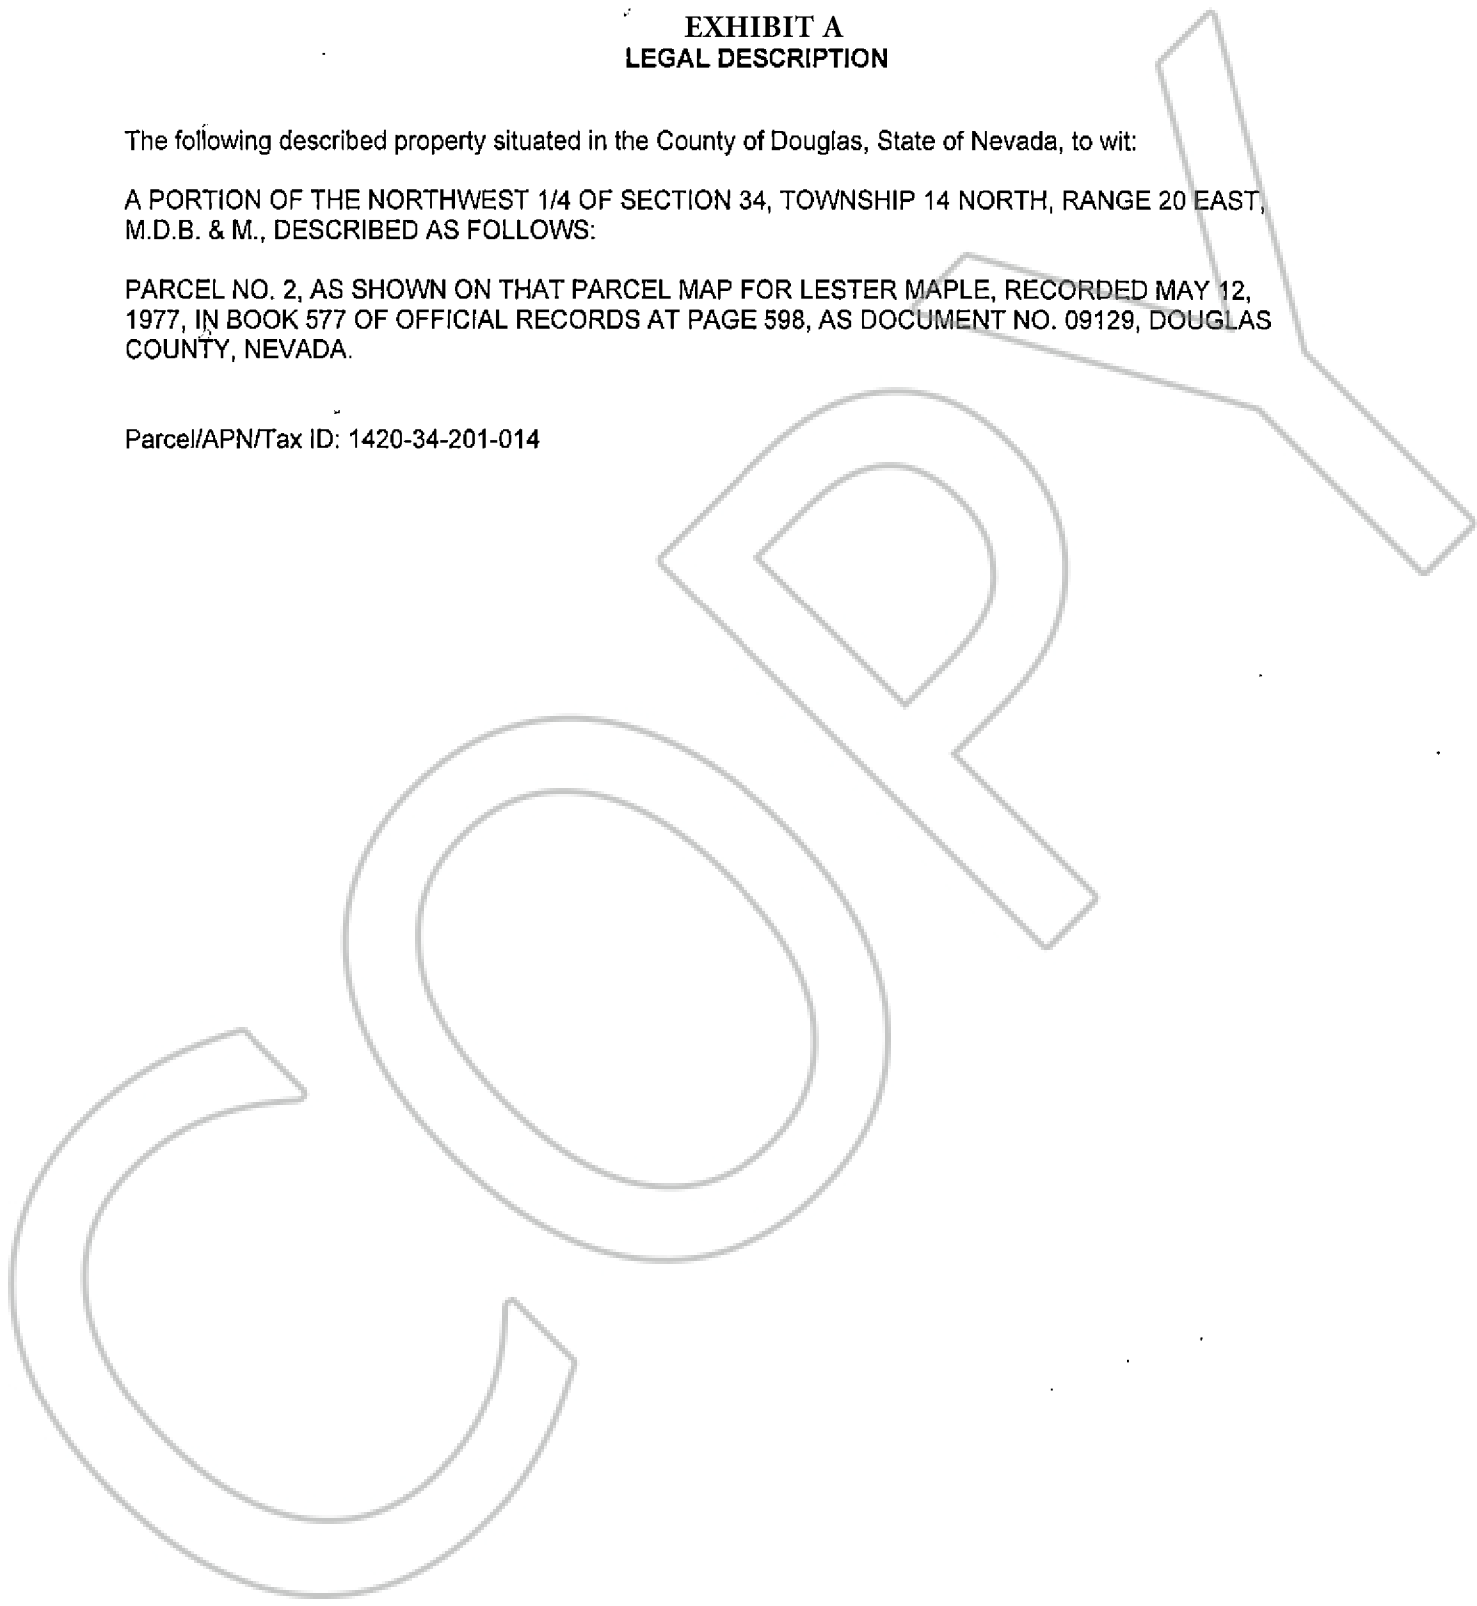 EXHIBIT A
LEGAL DESCRIPTION
The following described property situated in the County of Douglas, State of Nevada, to wit:
A PORTION OF THE NORTHWEST 1/4 OF SECTION 34, TOWNSHIP 14 NORTH, RANGE 20 EAST,
M.D.B. & M., DESCRIBED AS FOLLOWS:
PARCEL NO. 2, AS SHOWN ON THAT PARCEL MAP FOR LESTER MAPLE, RECORDED MAY 12,
1977, IN BOOK 577 OF OFFICIAL RECORDS AT PAGE 598, AS DOCUMENT NO. 09129, DOUGLAS
COUNTY, NEVADA.
Parcel/APN/Tax ID: 1420-34-201-014
COPY